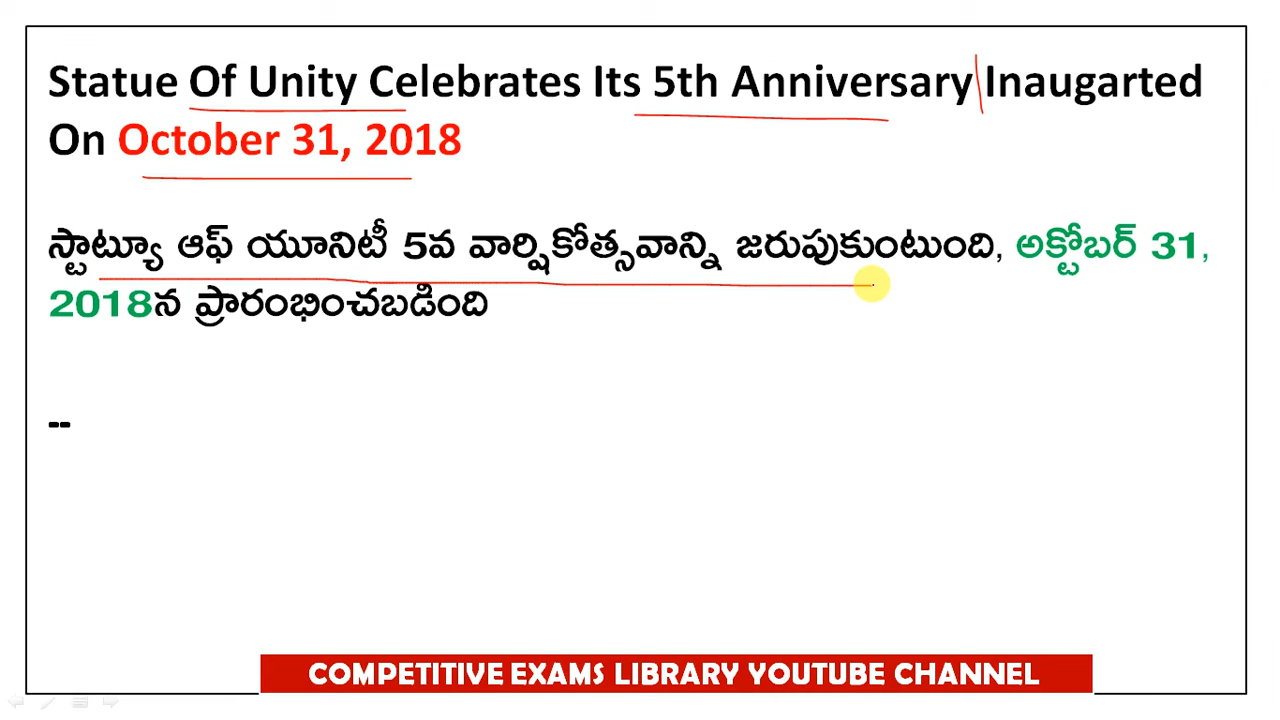 Statue Of Unity Celebrates Its 5th Anniversary Inaugarted
On October 31, 2018
స్టాట్యూ ఆఫ్ యూనిటీ 5వ వార్షికోత్సవాన్ని జరుపుకుంటుంది, అక్టోబర్ 31,
2018న ప్రారంభించబడింది
--
COMPETITIVE EXAMS LIBRARY YOUTUBE CHANNEL